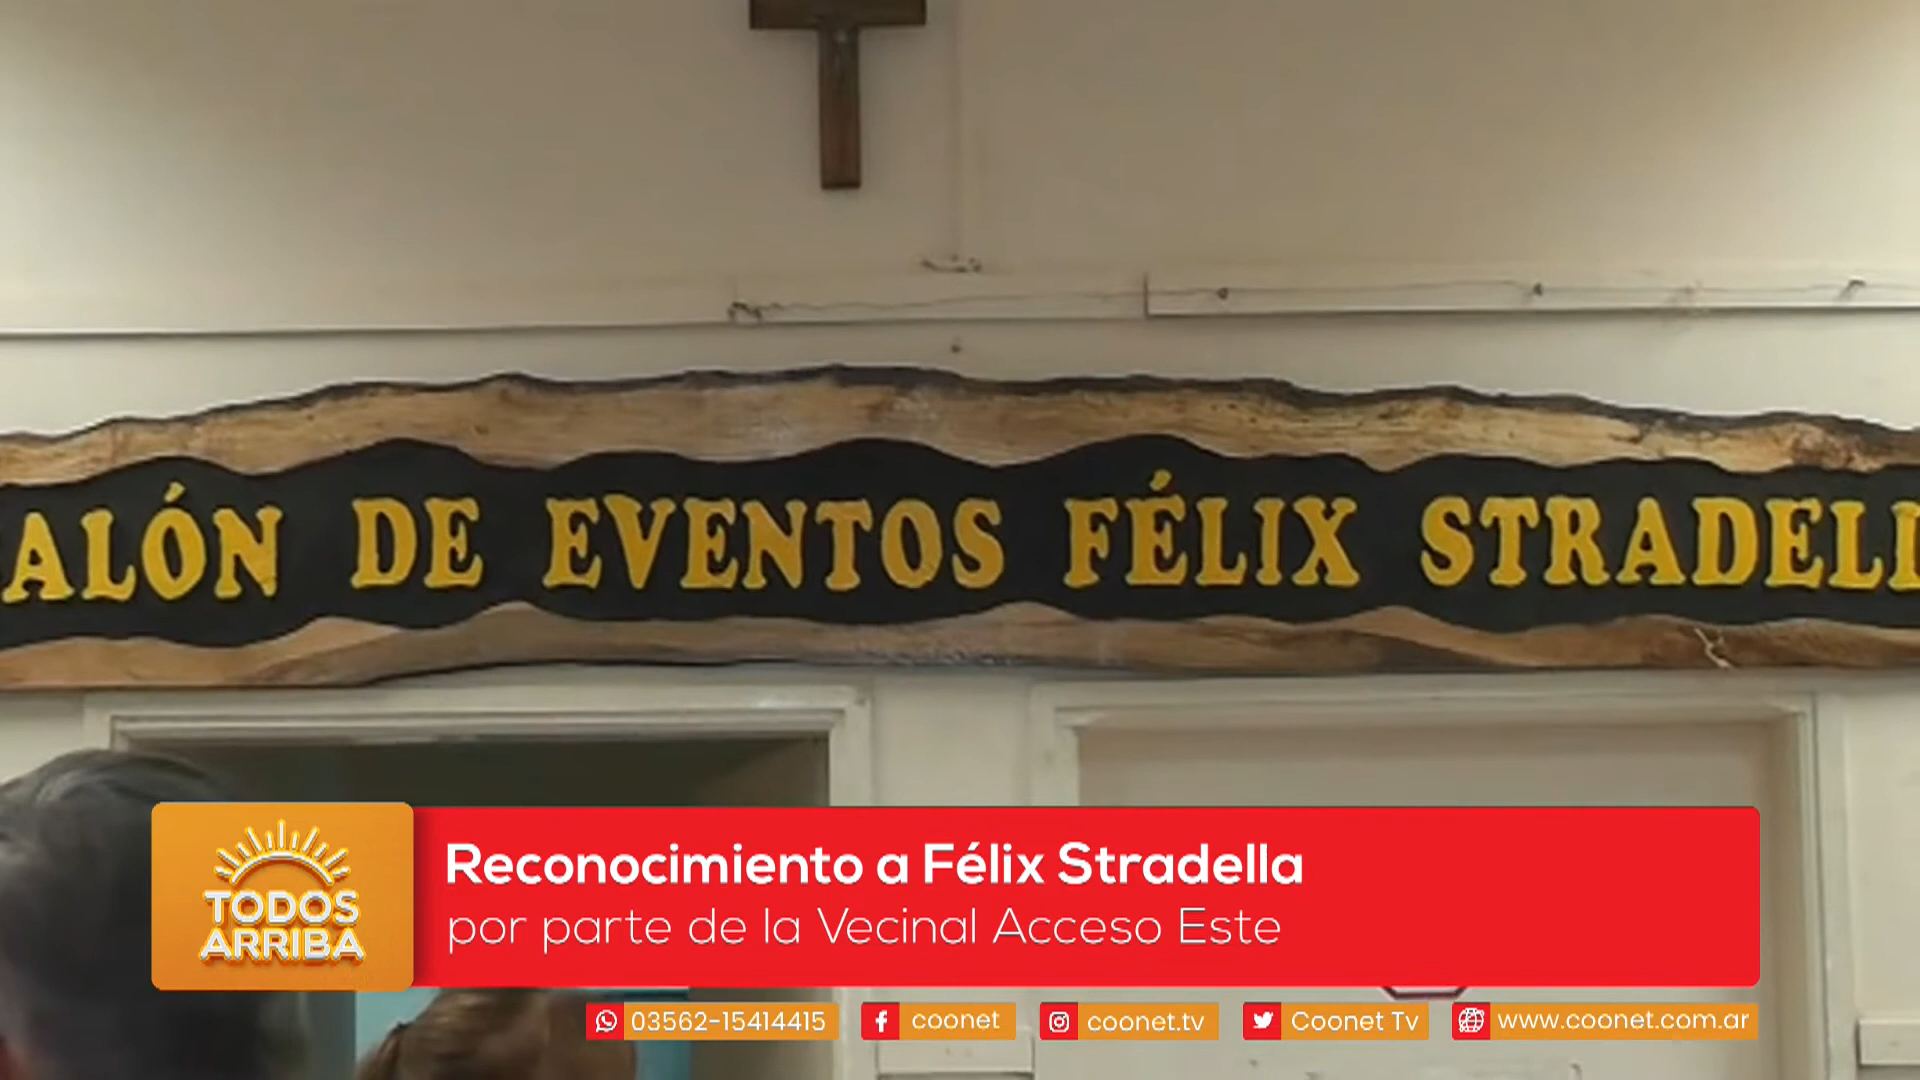 ALÓN DE EVENTOS FÉLIX STRADELL
TODOS
ARRIBA
Reconocimiento a Félix Stradella
por parte de la Vecinal Acceso Este
03562-15414415
coonet
coonet.tv
Coonet Tv
www.coonet.com.ar